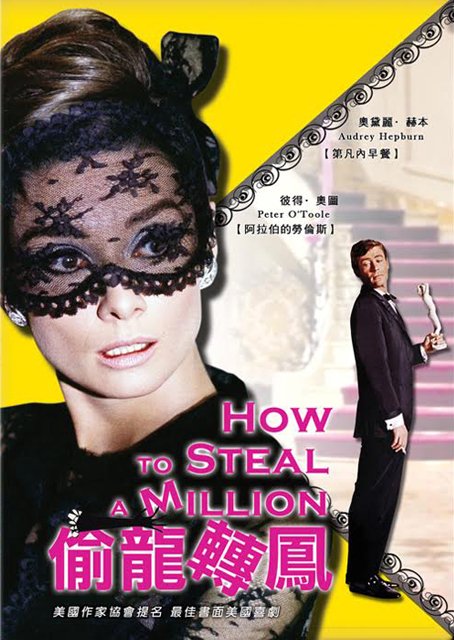 奧黛麗·赫本
Audrey Hepburn
【第凡內早餐】
彼得·奧圖
Peter O'Toole
【阿拉伯的勞倫斯】
HOW
TO STEAL
A MILLION
偷龍轉鳳
美國作家協會提名 最佳書面美國喜劇